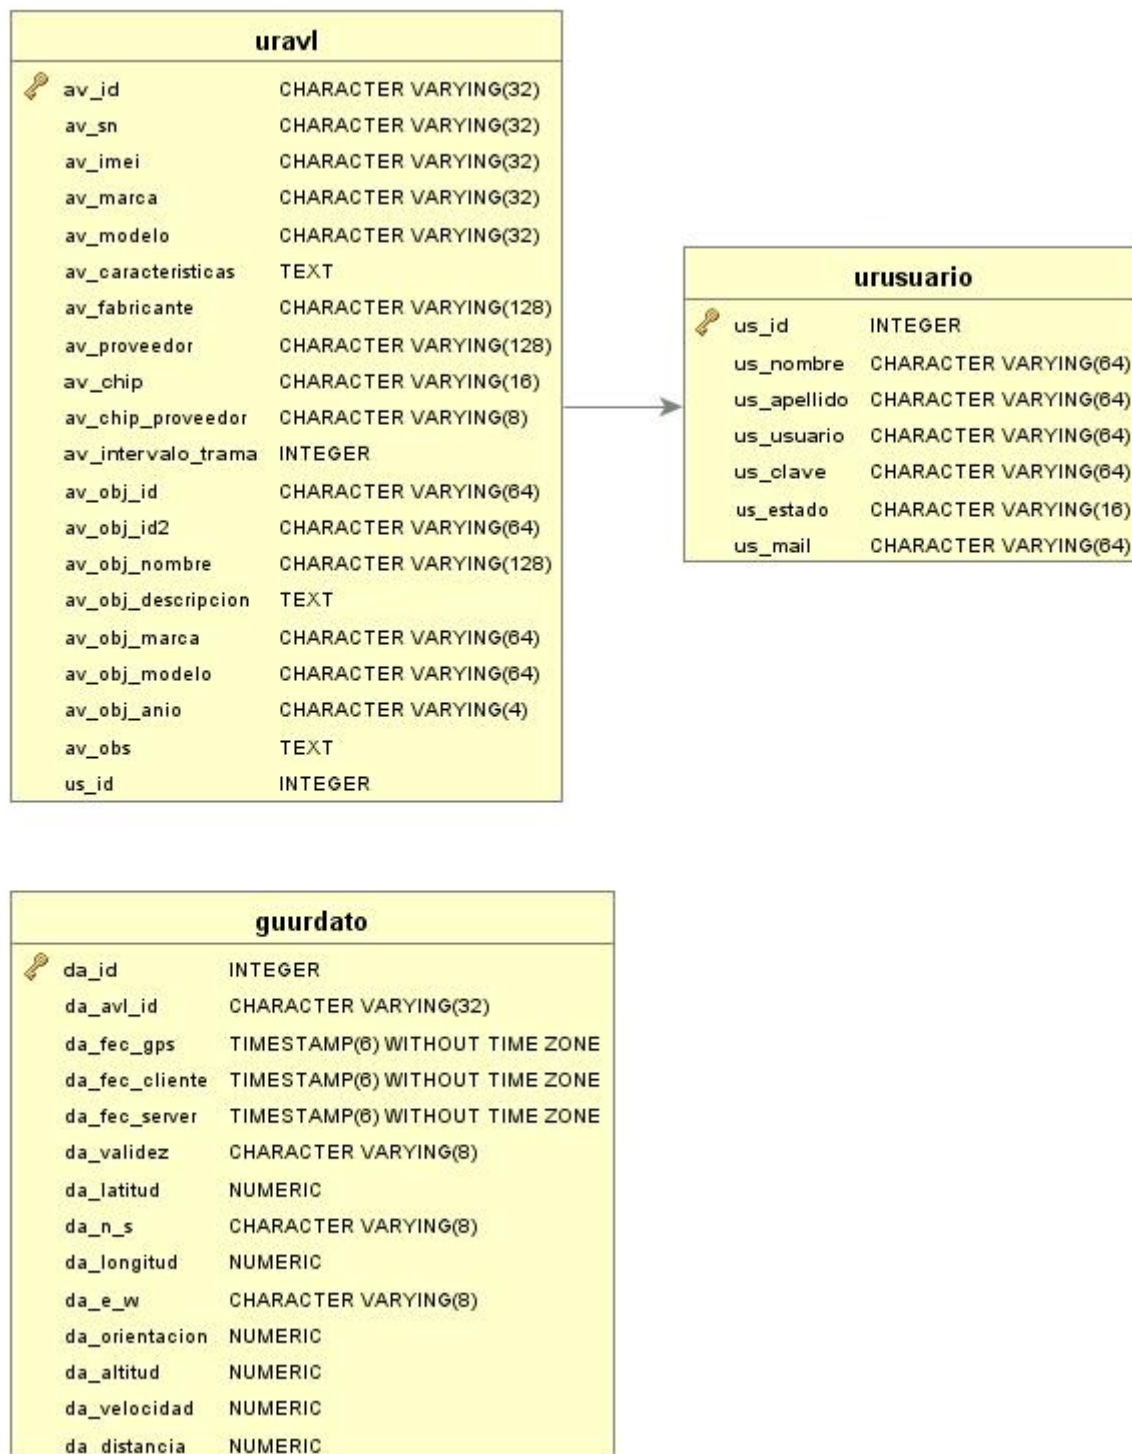 uravl
av_id CHARACTER VARYING(32)
av_sn CHARACTER VARYING(32)
av_imei CHARACTER VARYING(32)
av_marca CHARACTER VARYING(32)
av_modelo CHARACTER VARYING(32)
av_caracteristicas TEXT
av_fabricante CHARACTER VARYING(128)
av_proveedor CHARACTER VARYING(128)
av_chip CHARACTER VARYING(16)
av_chip_proveedor CHARACTER VARYING(8)
av_intervalo_trama INTEGER
av_obj_id CHARACTER VARYING(64)
av_obj_id2 CHARACTER VARYING(64)
av_obj_nombre CHARACTER VARYING(128)
av_obj_descripcion TEXT
av_obj_marca CHARACTER VARYING(64)
av_obj_modelo CHARACTER VARYING(64)
av_obj_anio CHARACTER VARYING(4)
av_obs TEXT
us_id INTEGER
urusuario
us_id INTEGER
us_nombre CHARACTER VARYING(64)
us_apellido CHARACTER VARYING(64)
us_usuario CHARACTER VARYING(64)
us_clave CHARACTER VARYING(64)
us_estado CHARACTER VARYING(16)
us_mail CHARACTER VARYING(64)
guurdato
da_id INTEGER
da_avl_id CHARACTER VARYING(32)
da_fec_gps TIMESTAMP(6) WITHOUT TIME ZONE
da_fec_cliente TIMESTAMP(6) WITHOUT TIME ZONE
da_fec_server TIMESTAMP(6) WITHOUT TIME ZONE
da_validez CHARACTER VARYING(8)
da_latitud NUMERIC
da_n_s CHARACTER VARYING(8)
da_longitud NUMERIC
da_e_w CHARACTER VARYING(8)
da_orientacion NUMERIC
da_altitud NUMERIC
da_velocidad NUMERIC
da_distancia NUMERIC